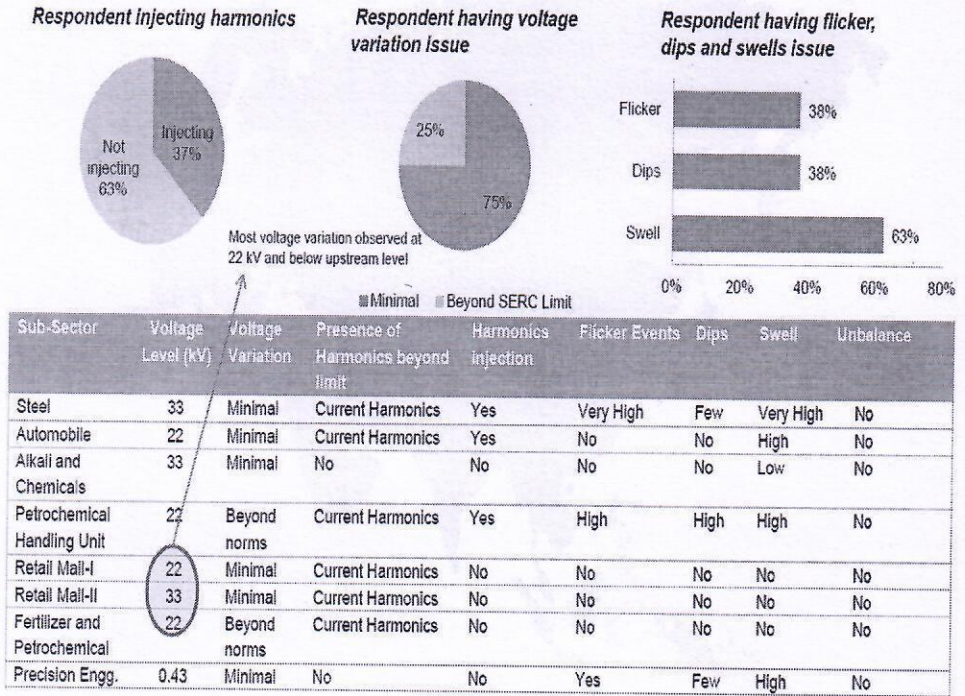 Respondent injecting harmonics
Respondent having voltage
variation issue
Respondent having flicker,
dips and swells issue
Not
injecting
63%
Injecting
37%
25%
75%
Flicker
38%
Dips
38%
Swell
63%
0% 20% 40% 60% 80%
Most voltage variation observed at
22 kV and below upstream level
Minimal Beyond SERC Limit
Sub-Sector Voltage Voltage Presence of Harmonics Flicker Events Dips Swell Unbalance
Level (kV) Variation Harmonics beyond injection
limit
Steel 33 Minimal Current Harmonics Yes Very High Few Very High No
Automobile 22 Minimal Current Harmonics Yes No No High No
Alkali and 33 Minimal No No No No Low No
Chemicals
Petrochemical 22 Beyond Current Harmonics Yes High High High No
Handling Unit norms
Retail Mall-I 22 Minimal Current Harmonics No No No No No
Retail Mall-II 33 Minimal Current Harmonics No No No No No
Fertilizer and 22 Beyond Current Harmonics No No No No No
Petrochemical norms
Precision Engg. 0.43 Minimal No No Yes Few High No